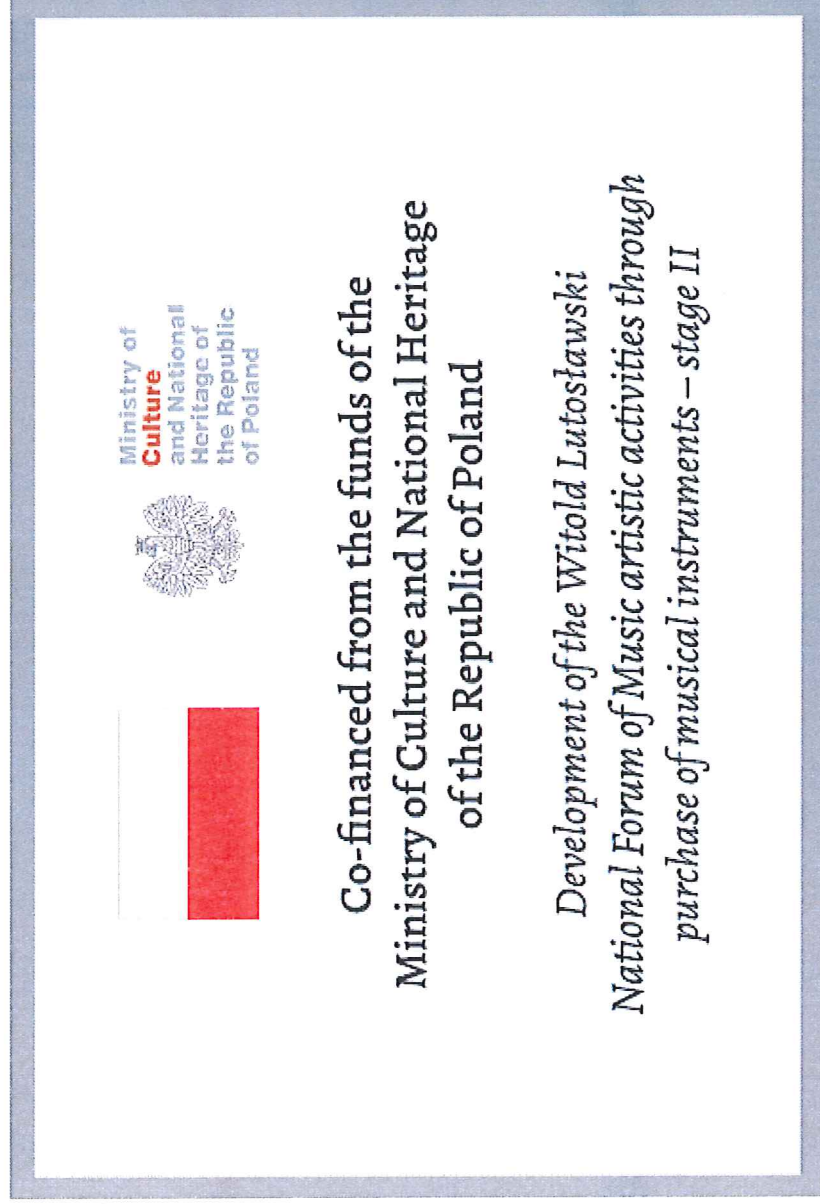 Ministry of
Culture
and National
Heritage of
the Republic
of Poland
Co-financed from the funds of the
Ministry of Culture and National Heritage
of the Republic of Poland
Development of the Witold Lutosławski
National Forum of Music artistic activities through
purchase of musical instruments – stage II